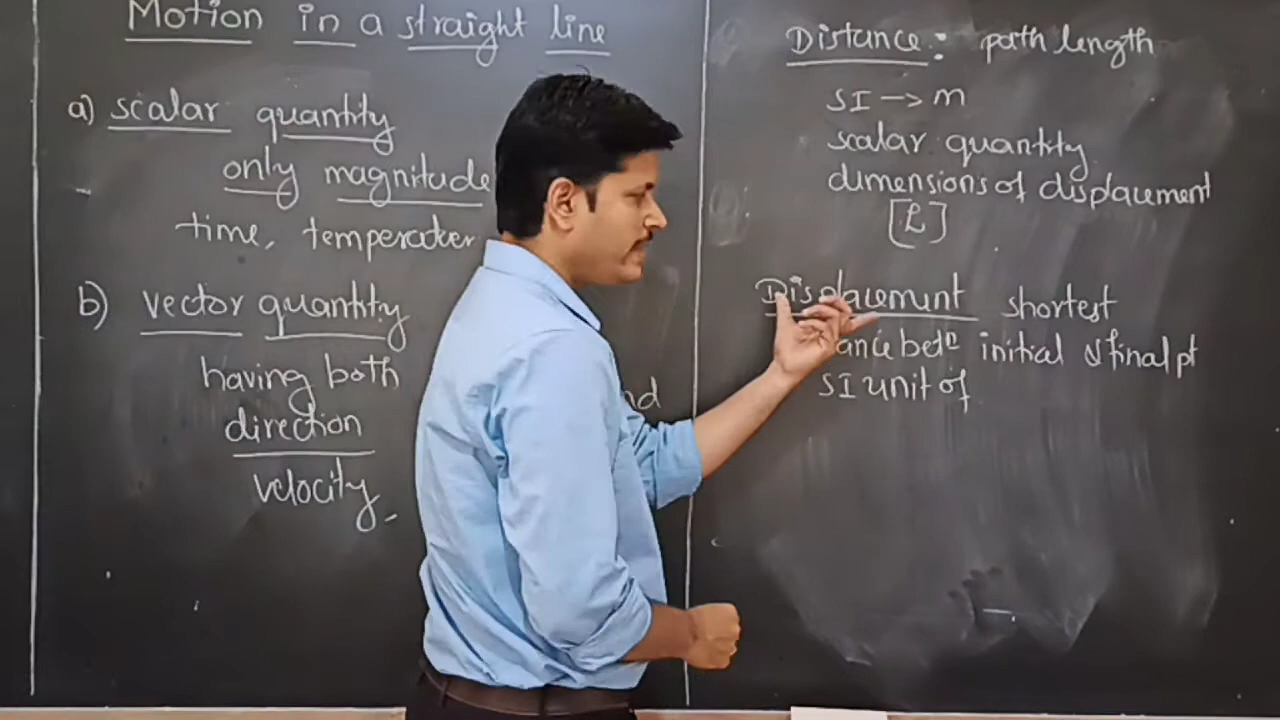 Motion in a straight line
a) scalar quantity
only magnitude
time, temperature
b) vector quantity
having both
direction
velocity
Distance: path length
SI → m
scalar quantity
dimensions of displacement
[L]
Displacement shortest
betⁿ initial & final pt
SI unit of